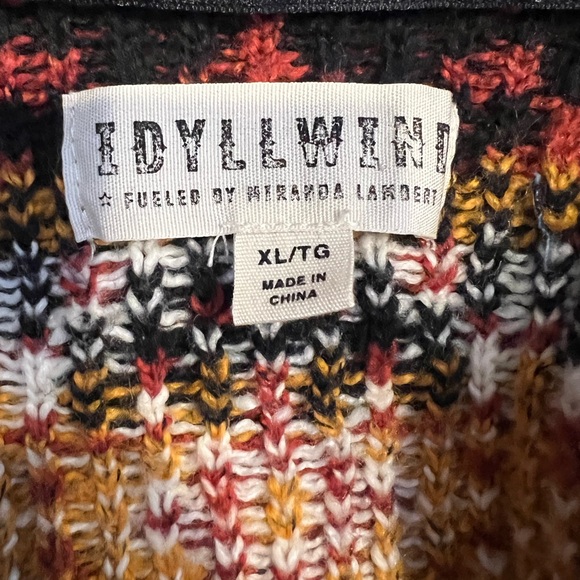 IDYLLWIND
★ FUELED BY MIRANDA LAMBERT
XL/TG
MADE IN
CHINA